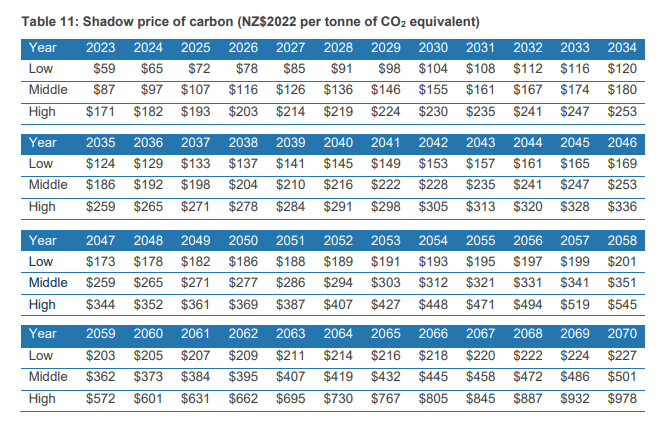 Table 11: Shadow price of carbon (NZ$2022 per tonne of CO₂ equivalent)
Year 2023 2024 2025 2026 2027 2028 2029 2030 2031 2032 2033 2034
Low $59 $65 $72 $78 $85 $91 $98 $104 $108 $112 $116 $120
Middle $87 $97 $107 $116 $126 $136 $146 $155 $161 $167 $174 $180
High $171 $182 $193 $203 $214 $219 $224 $230 $235 $241 $247 $253
Year 2035 2036 2037 2038 2039 2040 2041 2042 2043 2044 2045 2046
Low $124 $129 $133 $137 $141 $145 $149 $153 $157 $161 $165 $169
Middle $186 $192 $198 $204 $210 $216 $222 $228 $235 $241 $247 $253
High $259 $265 $271 $278 $284 $291 $298 $305 $313 $320 $328 $336
Year 2047 2048 2049 2050 2051 2052 2053 2054 2055 2056 2057 2058
Low $173 $178 $182 $186 $188 $189 $191 $193 $195 $197 $199 $201
Middle $259 $265 $271 $277 $286 $294 $303 $312 $321 $331 $341 $351
High $344 $352 $361 $369 $387 $407 $427 $448 $471 $494 $519 $545
Year 2059 2060 2061 2062 2063 2064 2065 2066 2067 2068 2069 2070
Low $203 $205 $207 $209 $211 $214 $216 $218 $220 $222 $224 $227
Middle $362 $373 $384 $395 $407 $419 $432 $445 $458 $472 $486 $501
High $572 $601 $631 $662 $695 $730 $767 $805 $845 $887 $932 $978